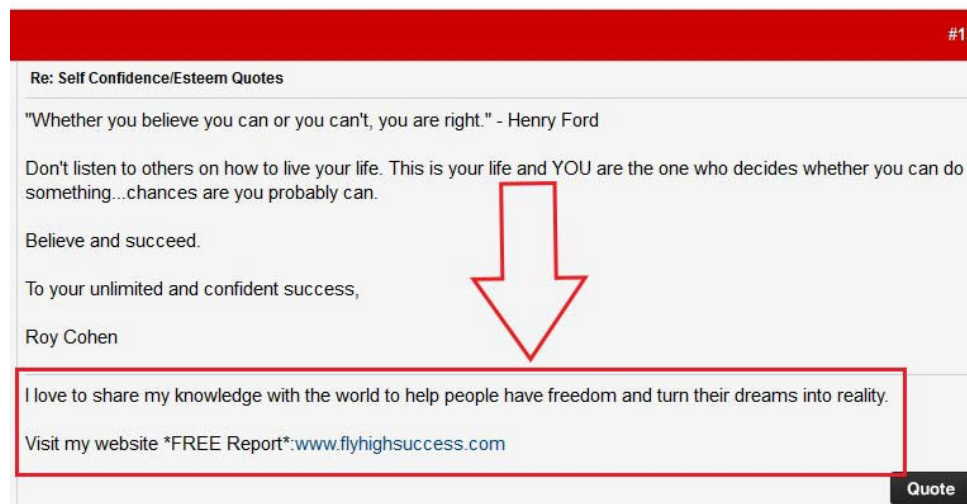 #1
Re: Self Confidence/Esteem Quotes
"Whether you believe you can or you can't, you are right." - Henry Ford
Don't listen to others on how to live your life. This is your life and YOU are the one who decides whether you can do
something...chances are you probably can.
Believe and succeed.
To your unlimited and confident success,
Roy Cohen
I love to share my knowledge with the world to help people have freedom and turn their dreams into reality.
Visit my website *FREE Report*:www.flyhighsuccess.com
Quote